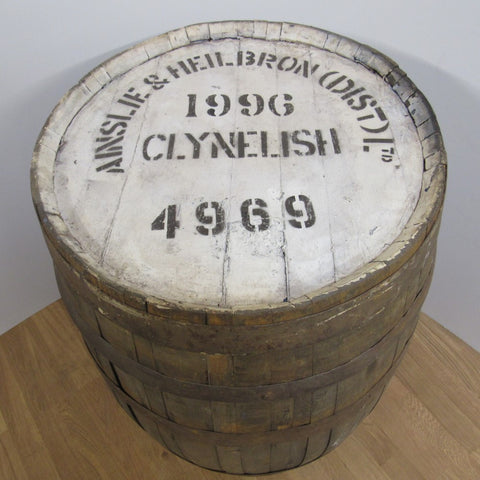 AINSLIE & HEILBRON (DIST) LTD
1996
CLYNELISH
4969